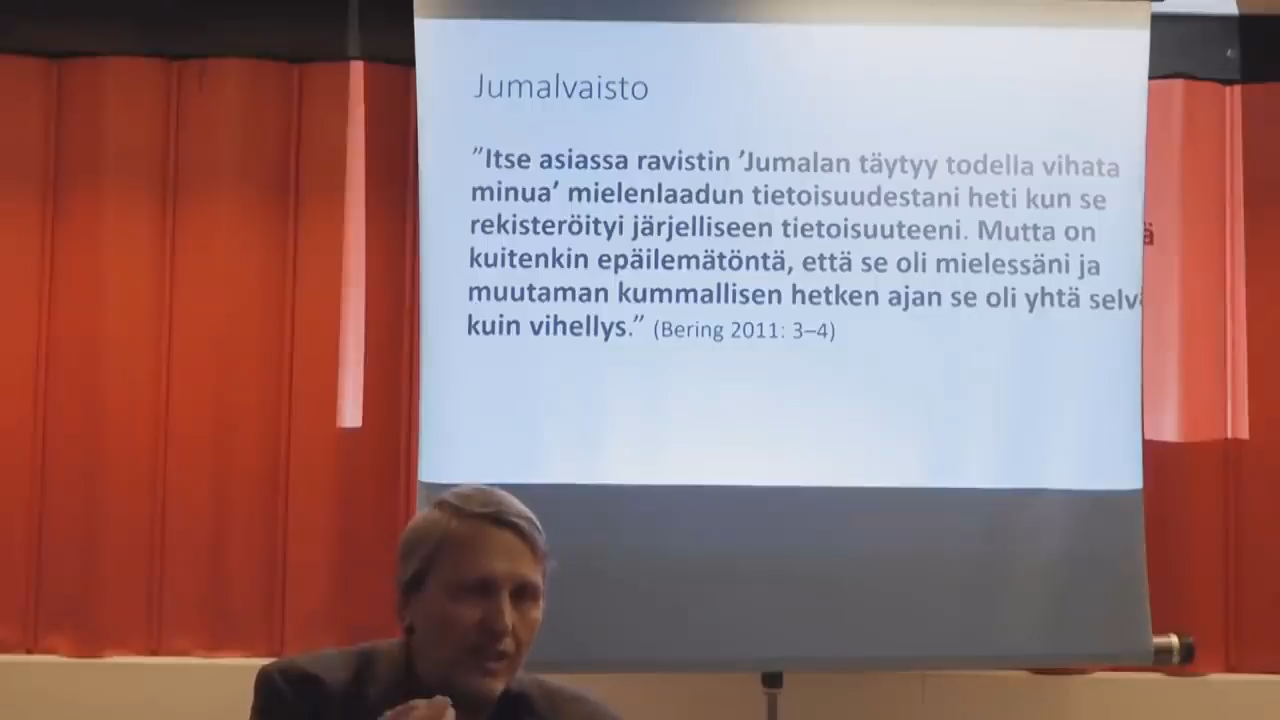 Jumalvaisto
”Itse asiassa ravistin ’Jumalan täytyy todella vihata
minua’ mielenlaadun tietoisuudestani heti kun se
rekisteröityi järjelliseen tietoisuuteeni. Mutta on
kuitenkin epäilemätöntä, että se oli mielessäni ja
muutaman kummallisen hetken ajan se oli yhtä selvä
kuin vihellys.” (Bering 2011: 3–4)